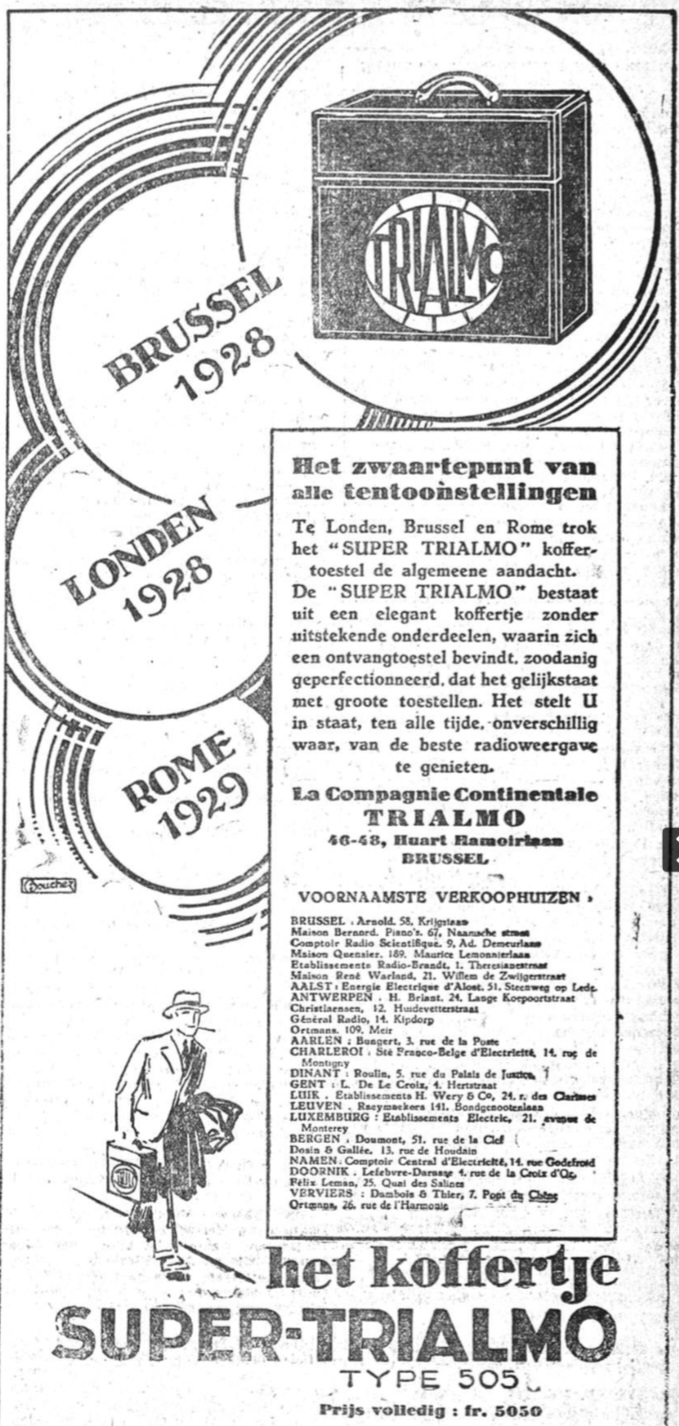 TRIALMO
BRUSSEL
1928
LONDEN
1928
ROME
1929
Bouchez
Het zwaartepunt van
alle tentoonstellingen
Te Londen, Brussel en Rome trok
het "SUPER TRIALMO" koffer-
toestel de algemeene aandacht.
De "SUPER TRIALMO" bestaat
uit een elegant koffertje zonder
uitstekende onderdeelen, waarin zich
een ontvangtoestel bevindt, zoodanig
geperfectionneerd, dat het gelijkstaat
met groote toestellen. Het stelt U
in staat, ten alle tijde, onverschillig
waar, van de beste radioweergave
te genieten.
La Compagnie Continentale
TRIALMO
46-48, Huart Hamoirlaan
BRUSSEL
VOORNAAMSTE VERKOOPHUIZEN :
BRUSSEL : Arnold, 58, Krijgslaan
Maison Bernard, Piano's, 67, Naamsche straat
Comptoir Radio Scientifique, 9, Ad. Demeurlaan
Maison Quensier, 189, Maurice Lemonnierlaan
Etablissements Radio-Brandt, 1, Theresianestraat
Maison René Warland, 21, Willem de Zwijgerstraat
AALST : Energie Electrique d'Alost, 51, Steenweg op Lede
ANTWERPEN : H. Briant, 24, Lange Koepoortstraat
Christiaensen, 12, Huidevetterstraat
Général Radio, 14, Kipdorp
Ortmans, 109, Meir
AARLEN : Bungert, 3, rue de la Poste
CHARLEROI : Sté Franco-Belge d'Electricité, 14, rue de
Montigny
DINANT : Roulin, 5, rue du Palais de Justice
GENT : L. De Le Croix, 4, Hertstraat
LUIK : Etablissements H. Wery & Co, 24, r. des Clarisses
LEUVEN : Raeymaekers 141, Bondgenootenlaan
LUXEMBURG : Etablissements Electric, 21, avenue de
Monterey
BERGEN : Doumont, 51, rue de la Clef
Dosin & Gallée, 13, rue de Houdain
NAMEN: Comptoir Central d'Electricité, 14, rue Godefroid
DOORNIK : Lefebvre-Darnay 4, rue de la Croix d'Or,
Félix Leman, 25, Quai des Salines
VERVIERS : Dambois & Thier, 7, Pont du Chêne
Ortmans, 26, rue de l'Harmonie
het koffertje
SUPER-TRIALMO
TYPE 505
Prijs volledig : fr. 5050